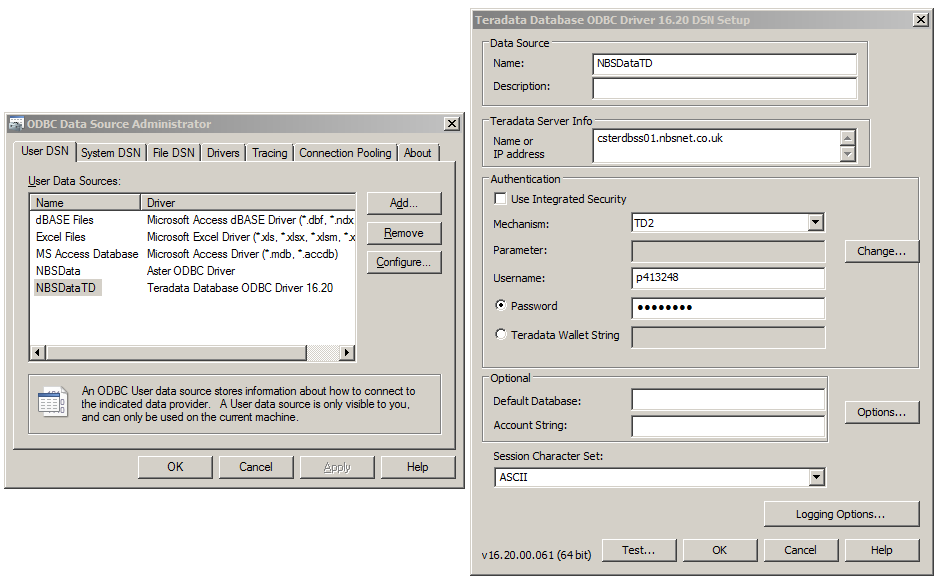 ODBC Data Source Administrator
User DSN System DSN File DSN Drivers Tracing Connection Pooling About
User Data Sources:
Name Driver
dBASE Files Microsoft Access dBASE Driver (*.dbf, *.ndx
Excel Files Microsoft Excel Driver (*.xls, *.xlsx, *.xlsm, *.x
MS Access Database Microsoft Access Driver (*.mdb, *.accdb)
NBSData Aster ODBC Driver
NBSDataTD Teradata Database ODBC Driver 16.20
Add...
Remove
Configure...
An ODBC User data source stores information about how to connect to
the indicated data provider. A User data source is only visible to you,
and can only be used on the current machine.
OK Cancel Apply Help
Teradata Database ODBC Driver 16.20 DSN Setup
Data Source
Name: NBSDataTD
Description:
Teradata Server Info
Name or
IP address
csterdbss01.nbsnet.co.uk
Authentication
Use Integrated Security
Mechanism: TD2
Parameter: Change...
Username: p413248
Password ••••••••
Teradata Wallet String
Optional
Default Database:
Account String:
Options...
Session Character Set:
ASCII
Logging Options...
v16.20.00.061 (64 bit) Test... OK Cancel Help